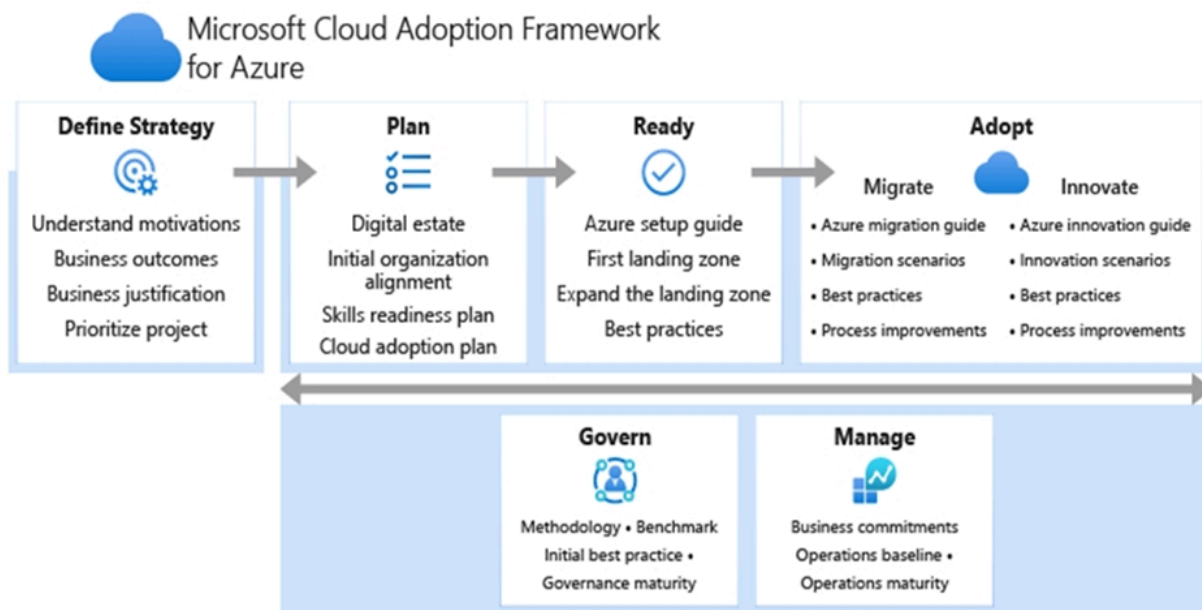 Microsoft Cloud Adoption Framework
for Azure
Define Strategy
Understand motivations
Business outcomes
Business justification
Prioritize project
Plan
Digital estate
Initial organization
alignment
Skills readiness plan
Cloud adoption plan
Ready
Azure setup guide
First landing zone
Expand the landing zone
Best practices
Adopt
Migrate
• Azure migration guide
• Migration scenarios
• Best practices
• Process improvements
Innovate
• Azure innovation guide
• Innovation scenarios
• Best practices
• Process improvements
Govern
Methodology • Benchmark
Initial best practice •
Governance maturity
Manage
Business commitments
Operations baseline •
Operations maturity